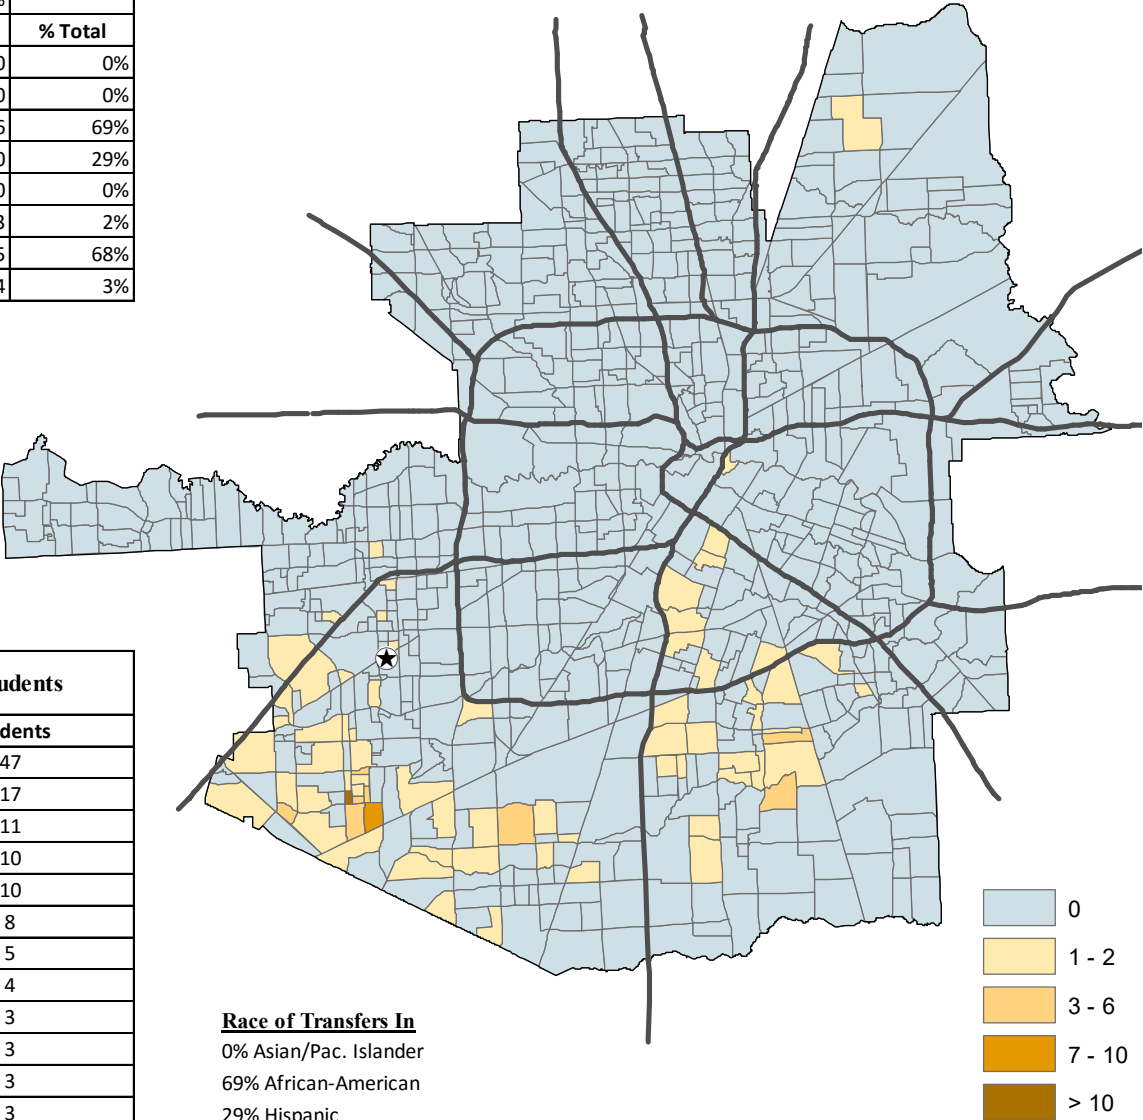 % Total
0%
0%
69%
29%
0%
2%
68%
3%
udents
dents
47
17
11
10
10
8
5
4
3
3
3
3
Race of Transfers In
0% Asian/Pac. Islander
69% African-American
29% Hispanic
0
1 - 2
3 - 6
7 - 10
> 10